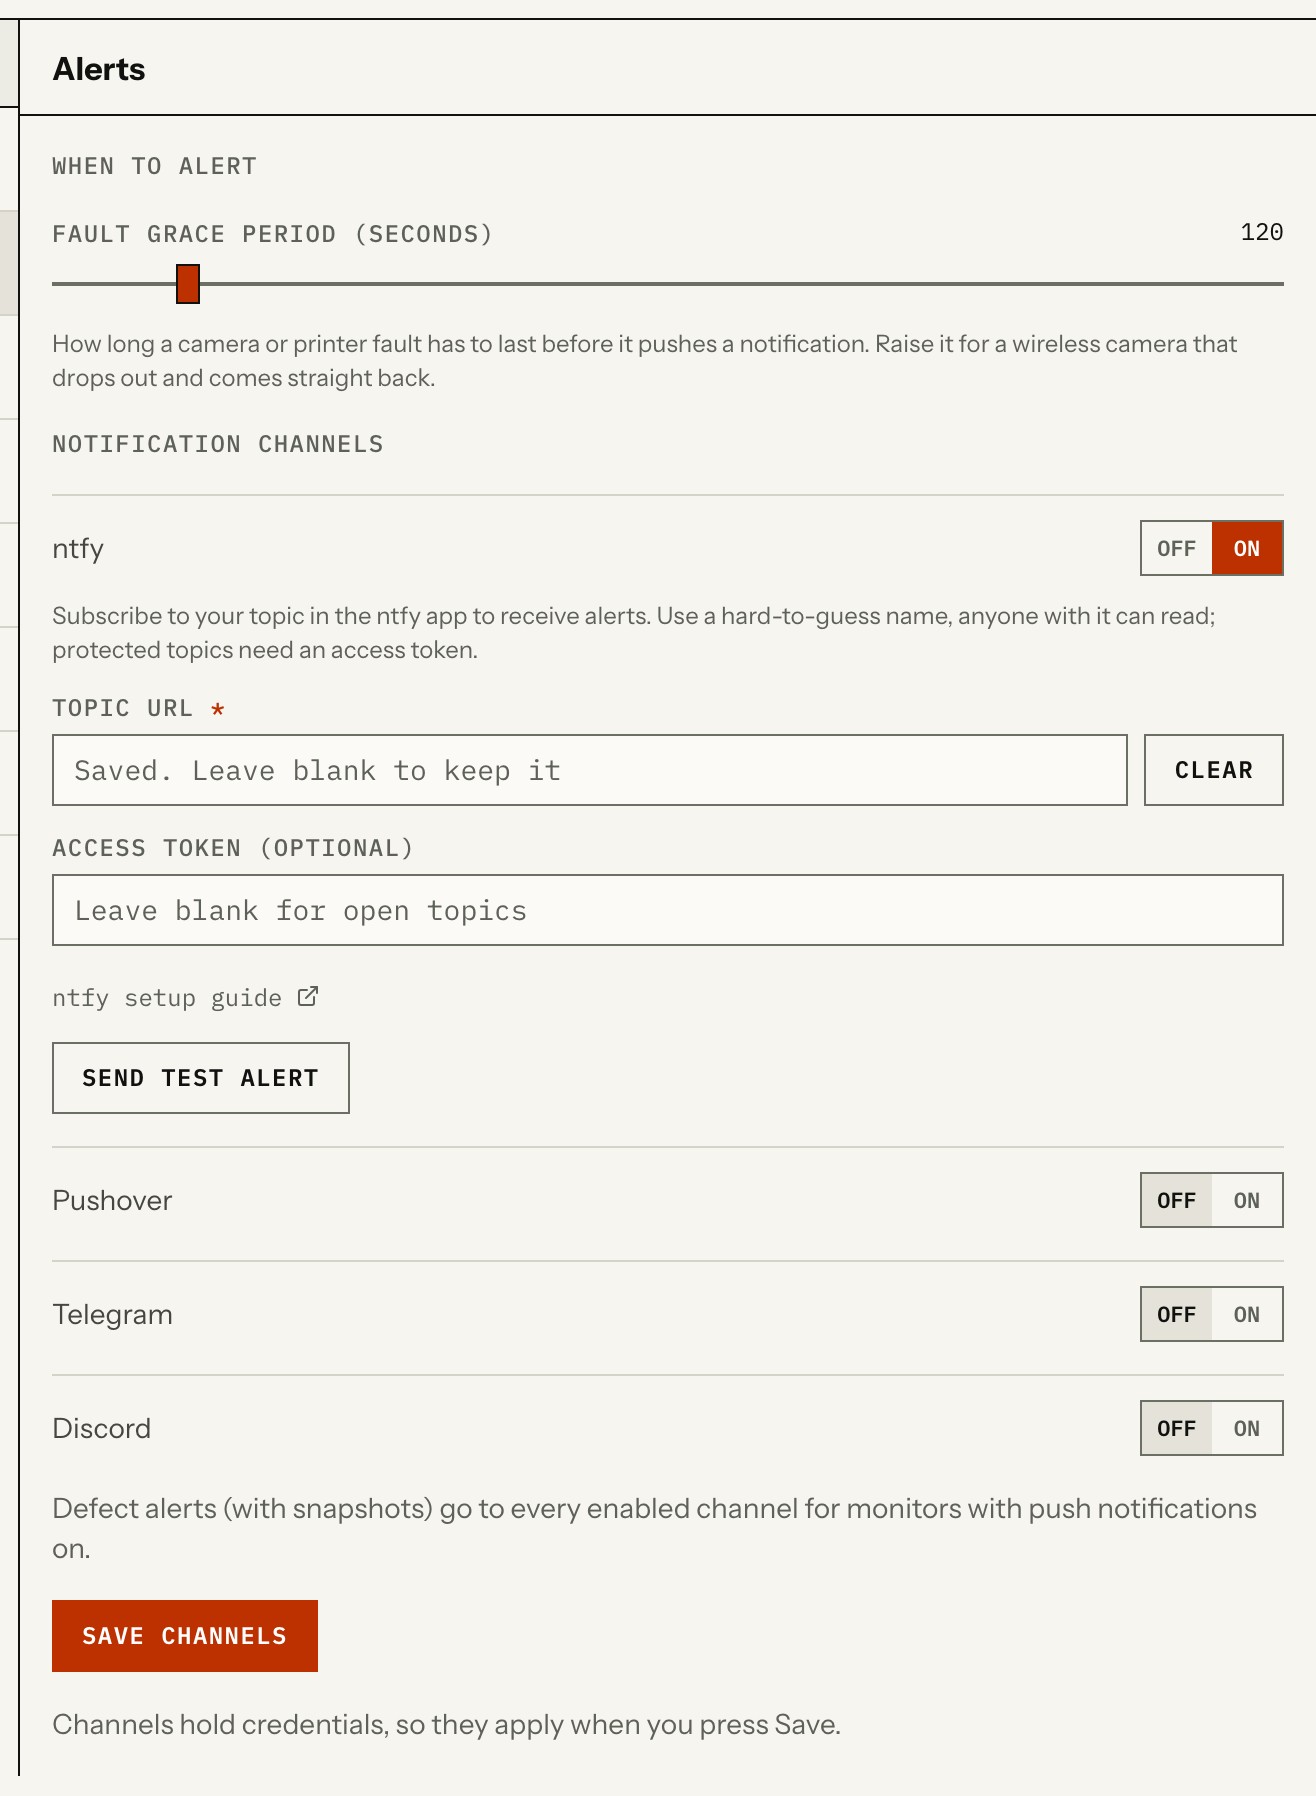 Alerts
WHEN TO ALERT
FAULT GRACE PERIOD (SECONDS) 120
How long a camera or printer fault has to last before it pushes a notification. Raise it for a wireless camera that
drops out and comes straight back.
NOTIFICATION CHANNELS
ntfy OFF ON
Subscribe to your topic in the ntfy app to receive alerts. Use a hard-to-guess name, anyone with it can read;
protected topics need an access token.
TOPIC URL *
Saved. Leave blank to keep it CLEAR
ACCESS TOKEN (OPTIONAL)
Leave blank for open topics
ntfy setup guide
SEND TEST ALERT
Pushover OFF ON
Telegram OFF ON
Discord OFF ON
Defect alerts (with snapshots) go to every enabled channel for monitors with push notifications
on.
SAVE CHANNELS
Channels hold credentials, so they apply when you press Save.